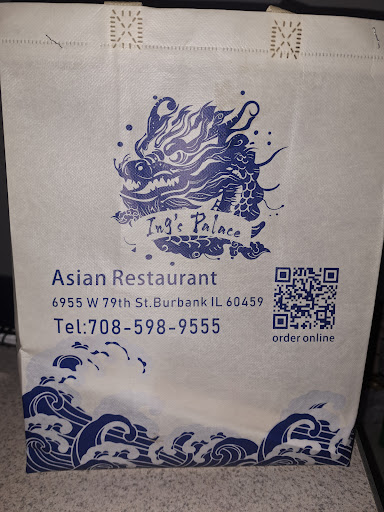 Ing's Palace
Asian Restaurant
6955 W 79th St.Burbank IL 60459
Tel:708-598-9555
order online